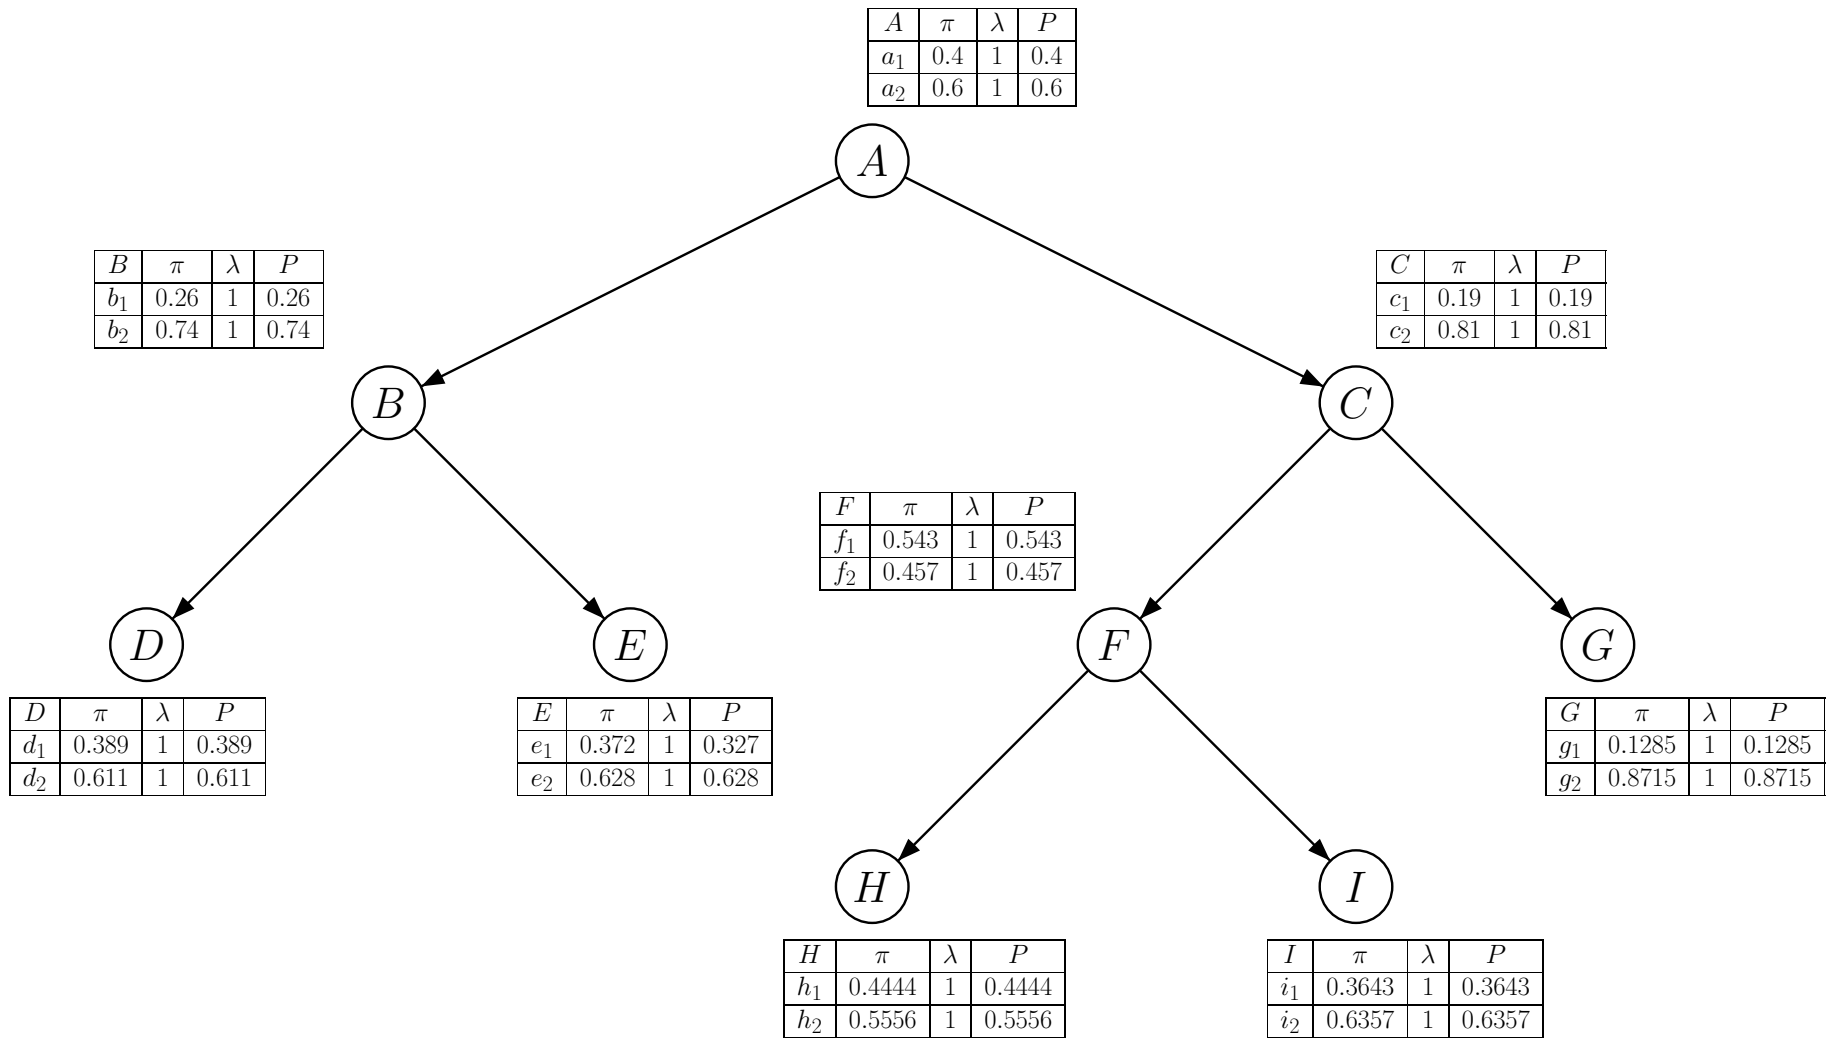 A π λ P
a₁ 0.4 1 0.4
a₂ 0.6 1 0.6
A
B π λ P
b₁ 0.26 1 0.26
b₂ 0.74 1 0.74
C π λ P
c₁ 0.19 1 0.19
c₂ 0.81 1 0.81
B
C
F π λ P
f₁ 0.543 1 0.543
f₂ 0.457 1 0.457
D
E
F
G
D π λ P
d₁ 0.389 1 0.389
d₂ 0.611 1 0.611
E π λ P
e₁ 0.372 1 0.327
e₂ 0.628 1 0.628
G π λ P
g₁ 0.1285 1 0.1285
g₂ 0.8715 1 0.8715
H
I
H π λ P
h₁ 0.4444 1 0.4444
h₂ 0.5556 1 0.5556
I π λ P
i₁ 0.3643 1 0.3643
i₂ 0.6357 1 0.6357